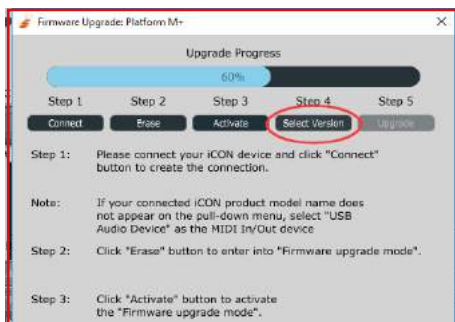 Firmware Upgrade: Platform M+
Upgrade Progress
60%
Step 1 Step 2 Step 3 Step 4 Step 5
Connect Erase Activate Select Version Upgrade
Step 1: Please connect your iCON device and click "Connect"
button to create the connection.
Note: If your connected iCON product model name does
not appear on the pull-down menu, select "USB
Audio Device" as the MIDI In/Out device
Step 2: Click "Erase" button to enter into "Firmware upgrade mode".
Step 3: Click "Activate" button to activate
the "Firmware upgrade mode".